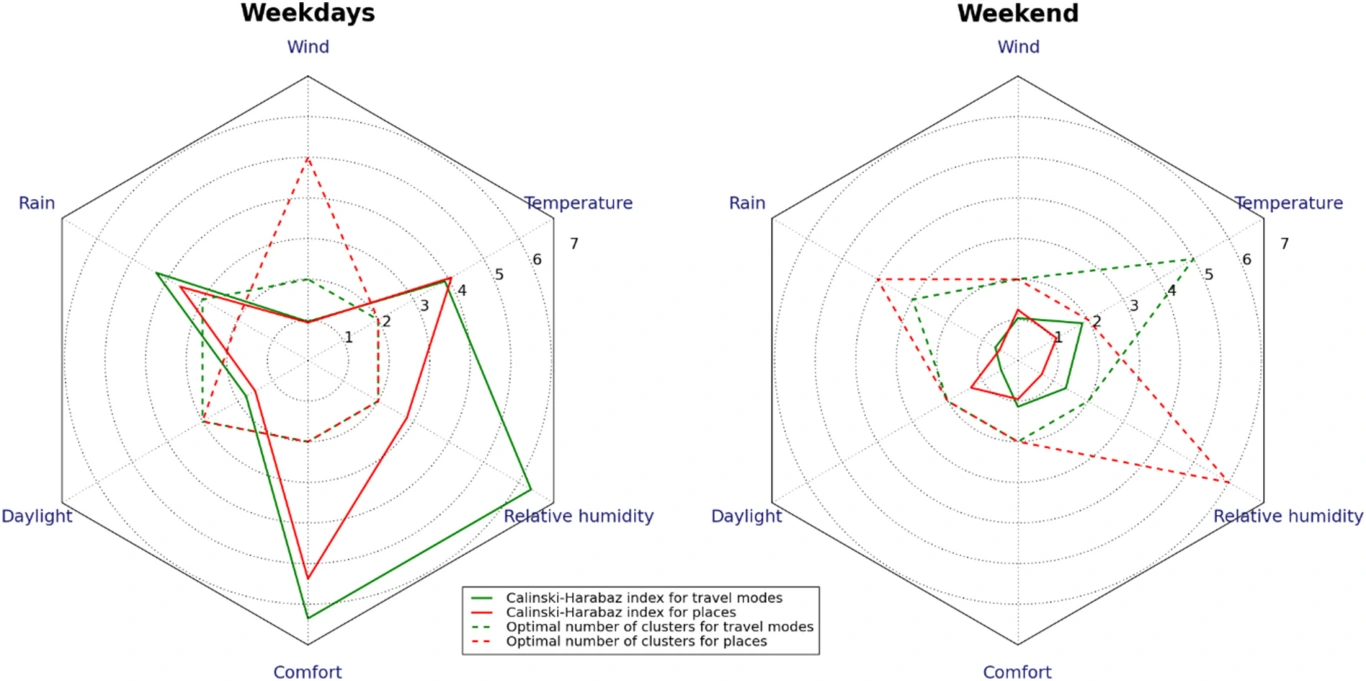 Weekdays
Wind
Rain
Temperature
7
6
5
4
3
2
1
Daylight
Relative humidity
Comfort
Weekend
Wind
Rain
Temperature
7
6
5
4
3
2
1
Daylight
Relative humidity
Comfort
Calinski-Harabaz index for travel modes
Calinski-Harabaz index for places
Optimal number of clusters for travel modes
Optimal number of clusters for places